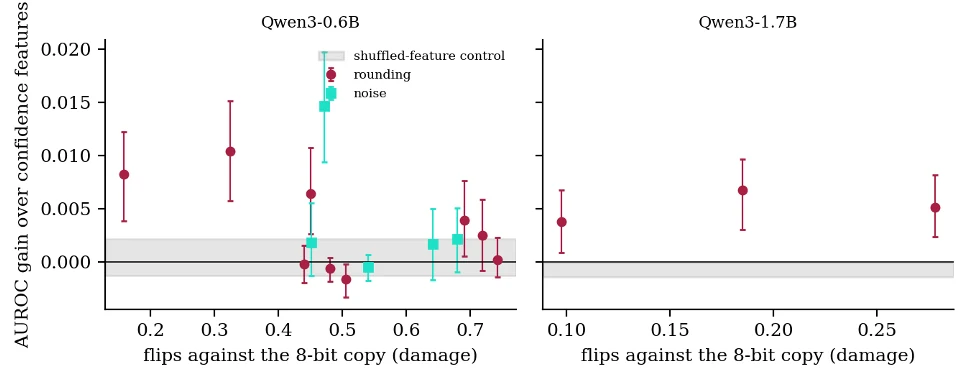 Qwen3-0.6B
Qwen3-1.7B
AUROC gain over confidence features
0.020
0.015
0.010
0.005
0.000
shuffled-feature control
rounding
noise
0.2 0.3 0.4 0.5 0.6 0.7
0.10 0.15 0.20 0.25
flips against the 8-bit copy (damage)
flips against the 8-bit copy (damage)